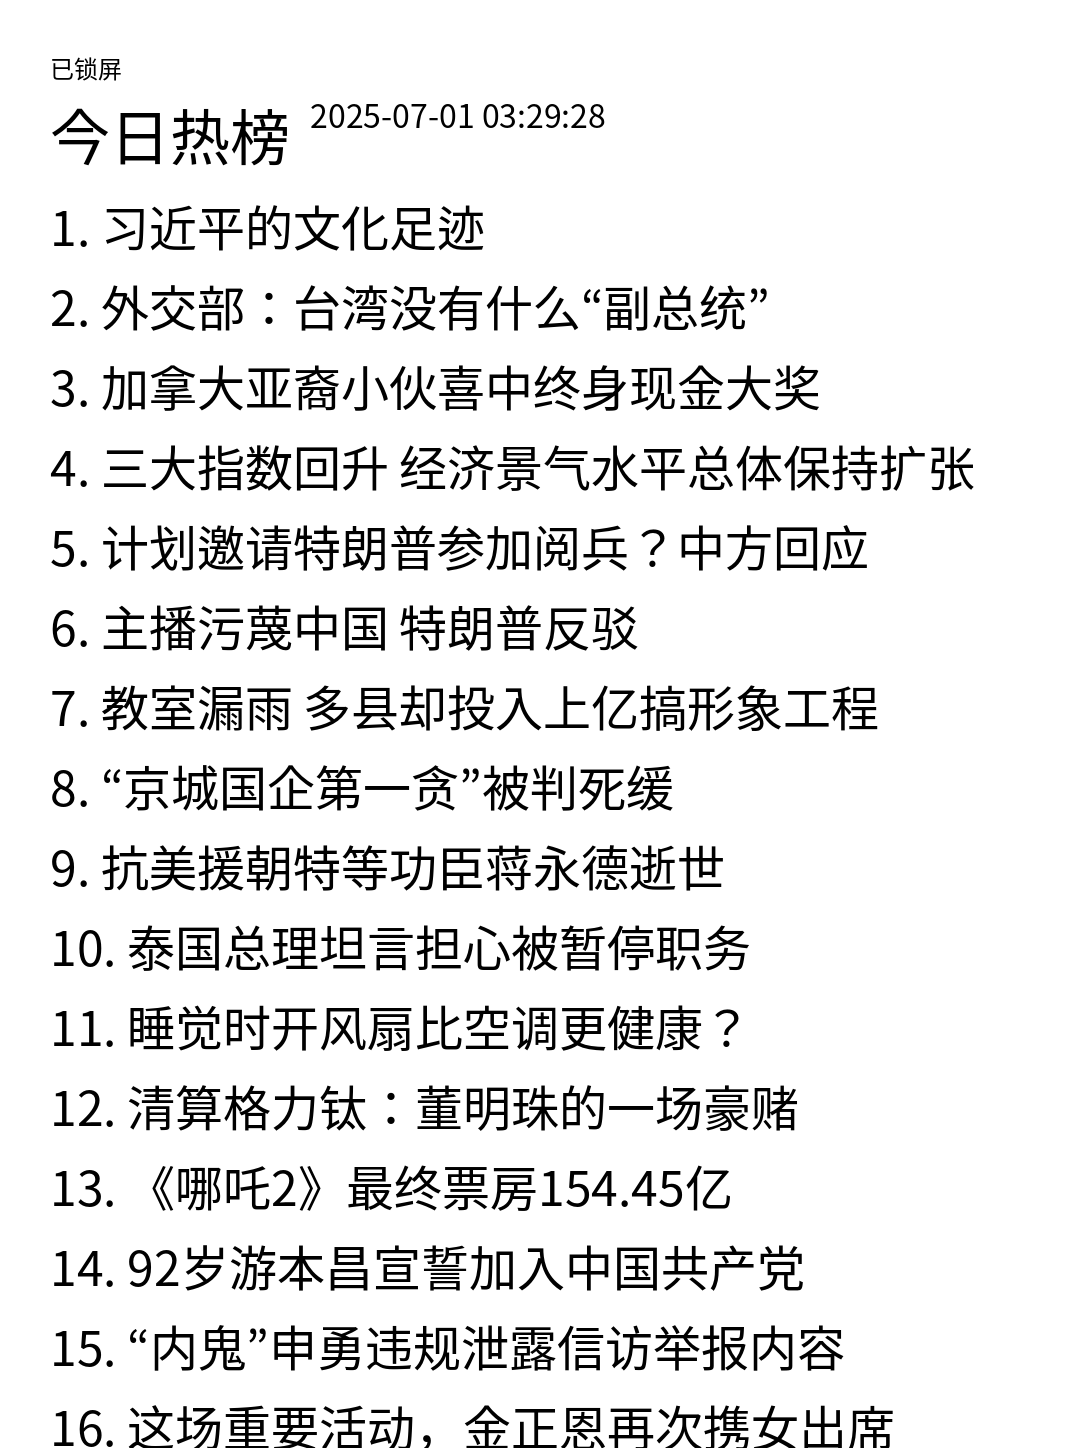 已锁屏
今日热榜 2025-07-01 03:29:28
1. 习近平的文化足迹
2. 外交部：台湾没有什么“副总统”
3. 加拿大亚裔小伙喜中终身现金大奖
4. 三大指数回升 经济景气水平总体保持扩张
5. 计划邀请特朗普参加阅兵？中方回应
6. 主播污蔑中国 特朗普反驳
7. 教室漏雨 多县却投入上亿搞形象工程
8. “京城国企第一贪”被判死缓
9. 抗美援朝特等功臣蒋永德逝世
10. 泰国总理坦言担心被暂停职务
11. 睡觉时开风扇比空调更健康？
12. 清算格力钛：董明珠的一场豪赌
13. 《哪吒2》最终票房154.45亿
14. 92岁游本昌宣誓加入中国共产党
15. “内鬼”申勇违规泄露信访举报内容
16. 这场重要活动，金正恩再次携女出席